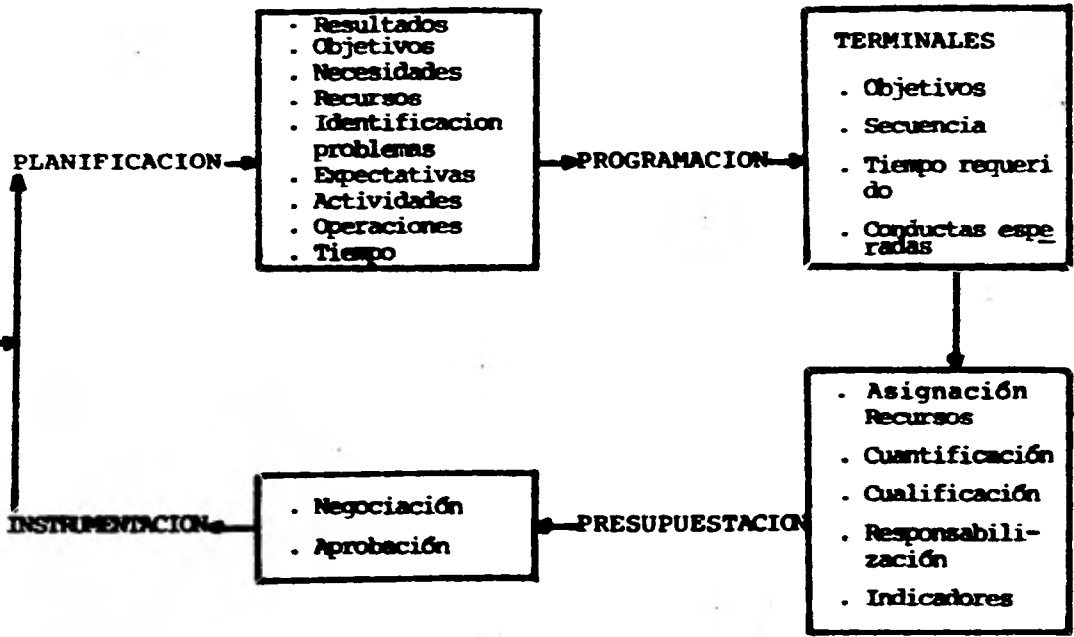 PLANIFICACION
. Resultados
. Objetivos
. Necesidades
. Recursos
. Identificacion
problemas
. Expectativas
. Actividades
. Operaciones
. Tiempo
PROGRAMACION
TERMINALES
. Objetivos
. Secuencia
. Tiempo requeri
do
. Conductas espe
radas
. Asignación
Recursos
. Cuantificación
. Cualificación
. Responsabili-
zación
. Indicadores
PRESUPUESTACION
. Negociación
. Aprobación
INSTRUMENTACION